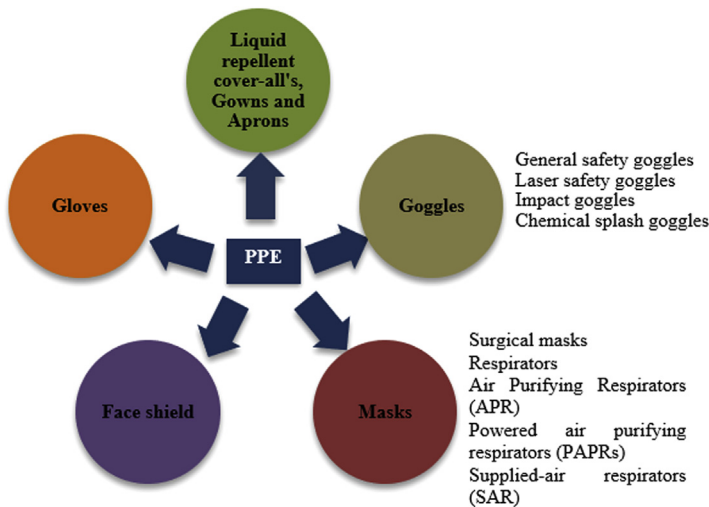 Liquid
repellent
cover-all's,
Gowns and
Aprons
Gloves
Goggles
General safety goggles
Laser safety goggles
Impact goggles
Chemical splash goggles
PPE
Face shield
Masks
Surgical masks
Respirators
Air Purifying Respirators
(APR)
Powered air purifying
respirators (PAPRs)
Supplied-air respirators
(SAR)